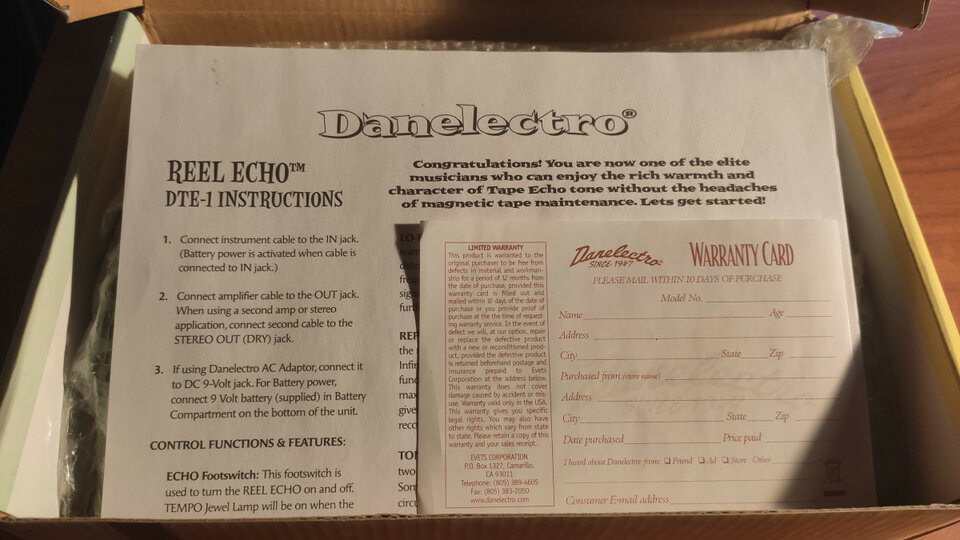 Danelectro®
REEL ECHO™
DTE-1 INSTRUCTIONS
Congratulations! You are now one of the elite
musicians who can enjoy the rich warmth and
character of Tape Echo tone without the headaches
of magnetic tape maintenance. Lets get started!
1. Connect instrument cable to the IN jack.
(Battery power is activated when cable is
connected to IN jack.)
2. Connect amplifier cable to the OUT jack.
When using a second amp or stereo
application, connect second cable to the
STEREO OUT (DRY) jack.
3. If using Danelectro AC Adaptor, connect it
to DC 9-Volt jack. For Battery power,
connect 9 Volt battery (supplied) in Battery
Compartment on the bottom of the unit.
CONTROL FUNCTIONS & FEATURES:
ECHO Footswitch: This footswitch is
used to turn the REEL ECHO on and off.
TEMPO Jewel Lamp will be on when the
LIMITED WARRANTY
This product is warranted to the
original purchaser to be free from
defects in material and workman-
ship for a period of 12 months from
the date of purchase, provided this
warranty card is filled out and
mailed within 10 days of the date of
purchase or you provide proof of
purchase at the the time of request-
ing warranty service. In the event of
defect we will, at our option, repair
or replace the defective product
with a new or reconditioned prod-
uct, provided the defective product
is returned beforehand postage and
insurance prepaid to Evets
Corporation at the address below.
This warranty does not cover
damage caused by accident or mis-
use. Warranty valid only in the USA.
This warranty gives you specific
legal rights. You may also have
other rights which vary from state
to state. Please retain a copy of this
warranty and your sales receipt.
EVETS CORPORATION
P.O. Box 1327, Camarillo,
CA 93011
Telephone: (805) 389-4605
Fax: (805) 383-2050
www.danelectro.com
Danelectro®
SINCE 1947
WARRANTY CARD
PLEASE MAIL WITHIN 10 DAYS OF PURCHASE
Model No.
Name Age
Address
City State Zip
Purchased from (store name)
Address
City State Zip
Date purchased Price paid
I heard about Danelectro from: Friend Ad Store Other
Consumer E-mail address